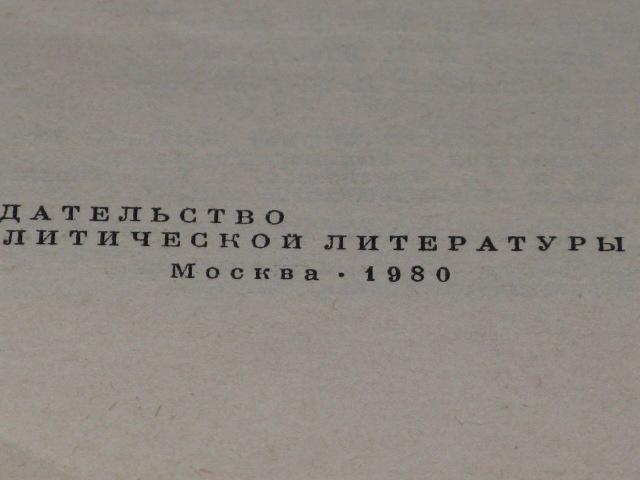 ДАТЕЛЬСТВО
ЛИТИЧЕСКОЙ ЛИТЕРАТУРЫ
Москва · 1980